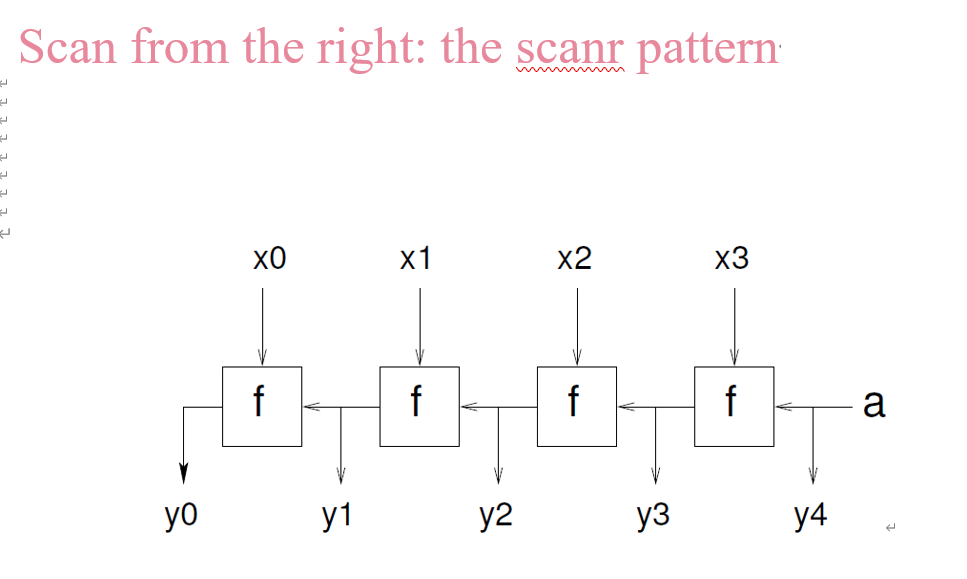 Scan from the right: the scanr pattern
x0 x1 x2 x3
f f f f a
y0 y1 y2 y3 y4